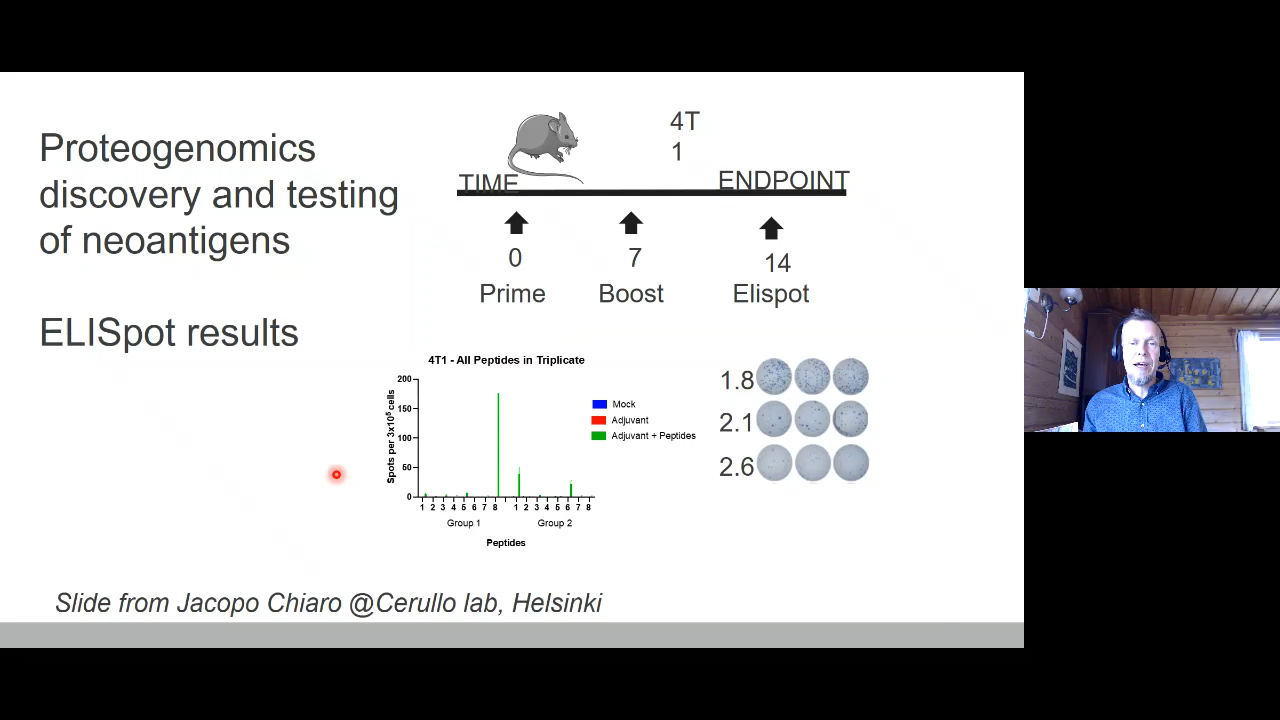 Proteogenomics
discovery and testing
of neoantigens
ELISpot results
4T
1
TIME
ENDPOINT
0
7
14
Prime
Boost
Elispot
4T1 - All Peptides in Triplicate
Spots per 3x10⁵ cells
200
150
100
50
0
Mock
Adjuvant
Adjuvant + Peptides
1 2 3 4 5 6 7 8 1 2 3 4 5 6 7 8
Group 1 Group 2
Peptides
1.8
2.1
2.6
Slide from Jacopo Chiaro @Cerullo lab, Helsinki